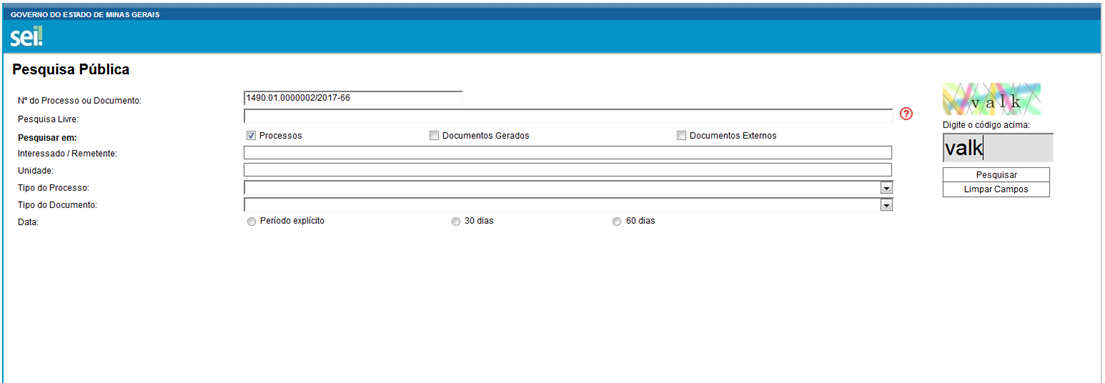 GOVERNO DO ESTADO DE MINAS GERAIS
sei!
Pesquisa Pública
Nº do Processo ou Documento: 1490.01.0000002/2017-66
Pesquisa Livre: ?
Pesquisar em: Processos Documentos Gerados Documentos Externos
Interessado / Remetente:
Unidade:
Tipo do Processo:
Tipo do Documento:
Data: Período explícito 30 dias 60 dias
valk
Digite o código acima:
valk
Pesquisar
Limpar Campos